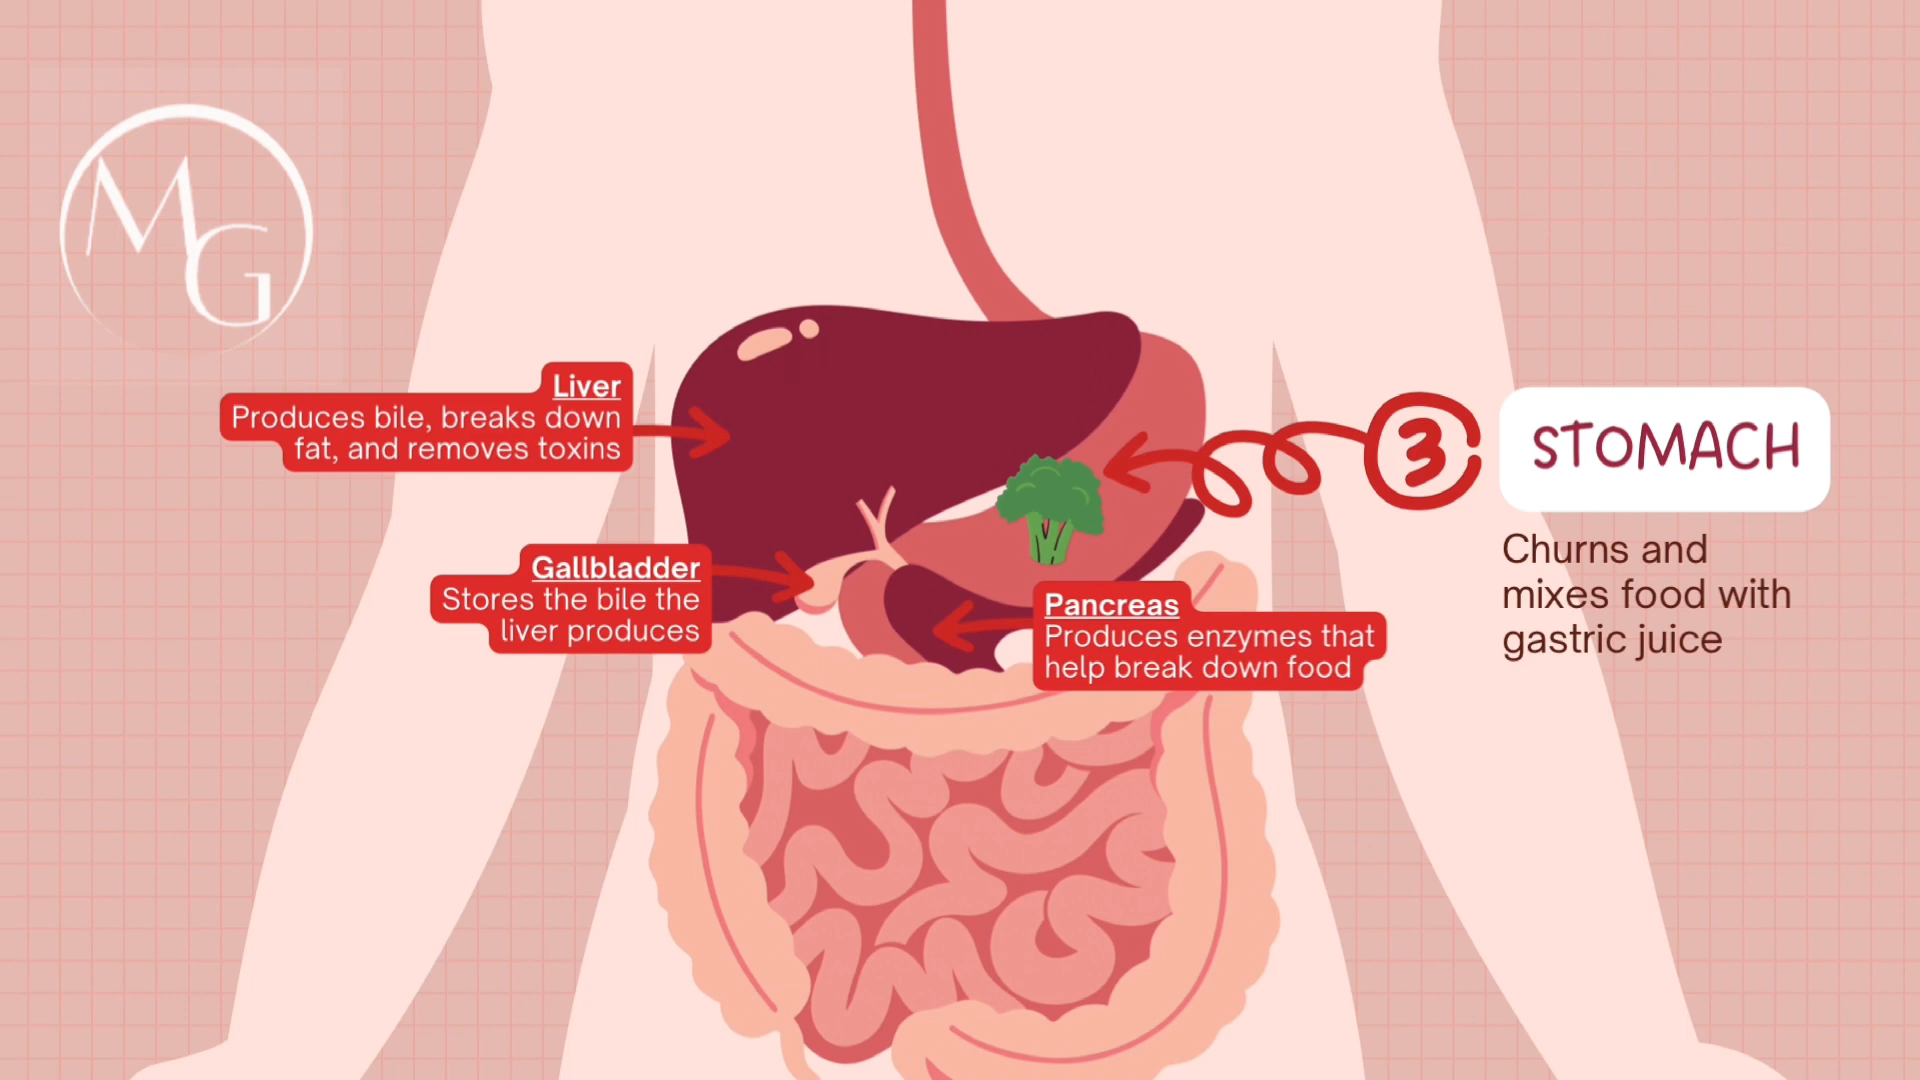 MG
Liver
Produces bile, breaks down
fat, and removes toxins
3
STOMACH
Churns and
mixes food with
gastric juice
Gallbladder
Stores the bile the
liver produces
Pancreas
Produces enzymes that
help break down food